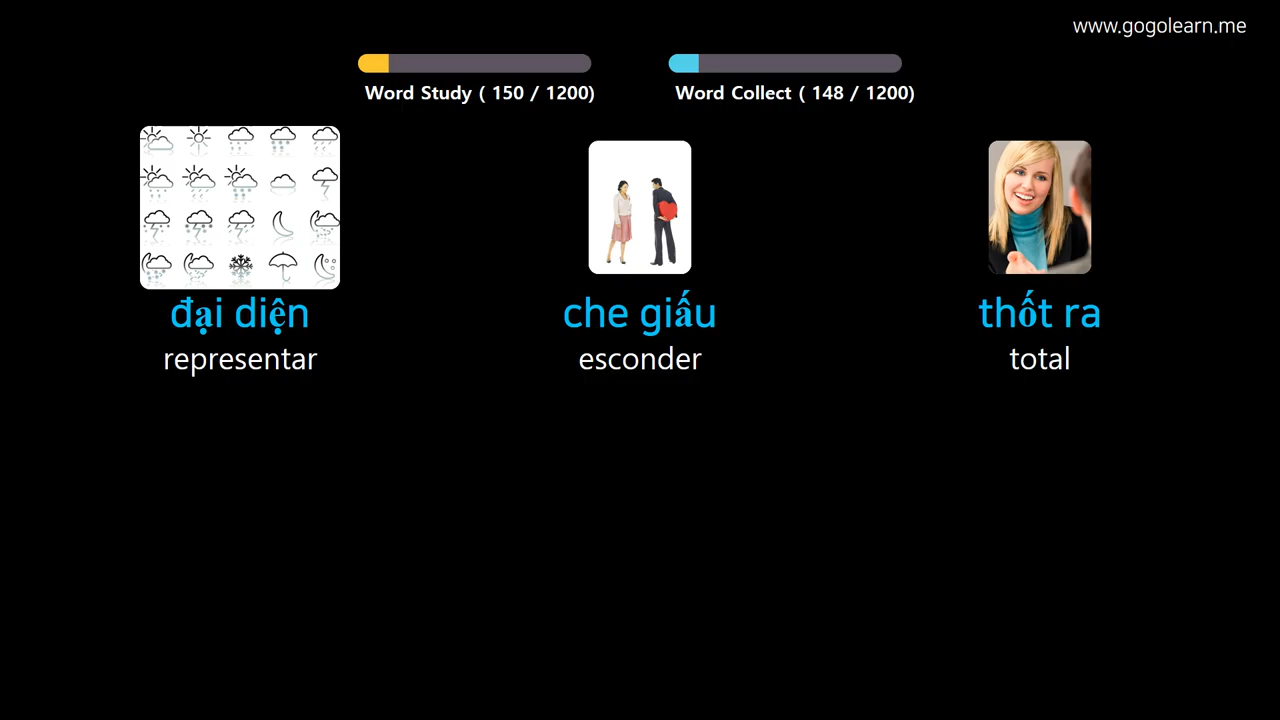 www.gogolearn.me
Word Study ( 150 / 1200)
Word Collect ( 148 / 1200)
đại diện
che giấu
thốt ra
representar
esconder
total